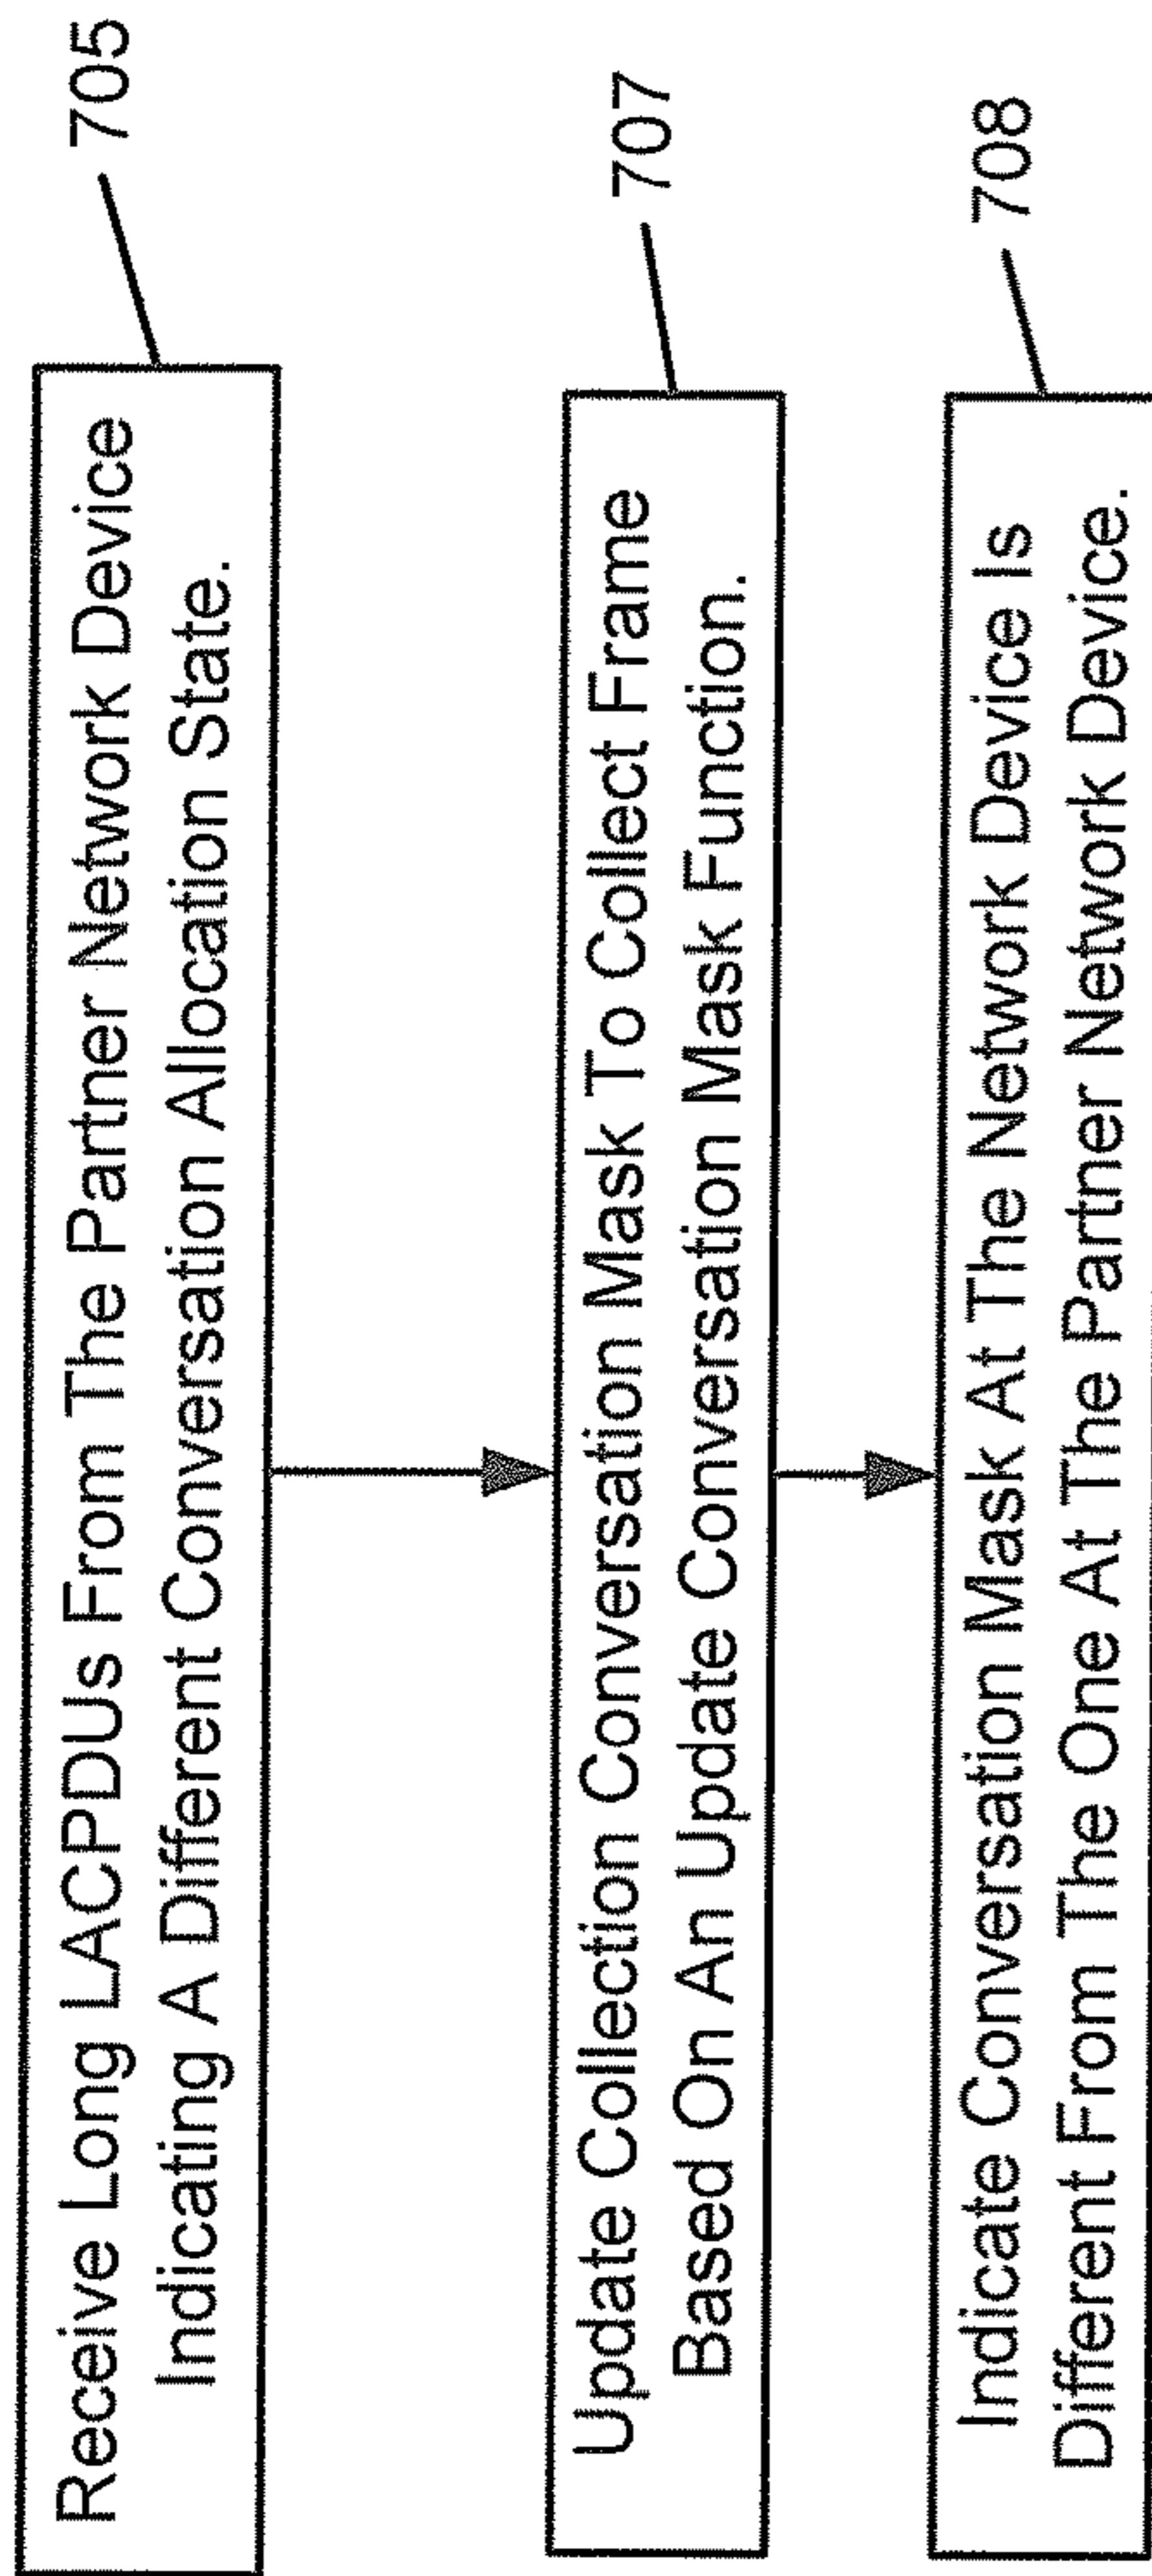 Receive Long LACPDUs From The Partner Network Device
Indicating A Different Conversation Allocation State.
705
Update Collection Conversation Mask To Collect Frame
Based On An Update Conversation Mask Function.
707
Indicate Conversation Mask At The Network Device Is
Different From The One At The Partner Network Device.
708